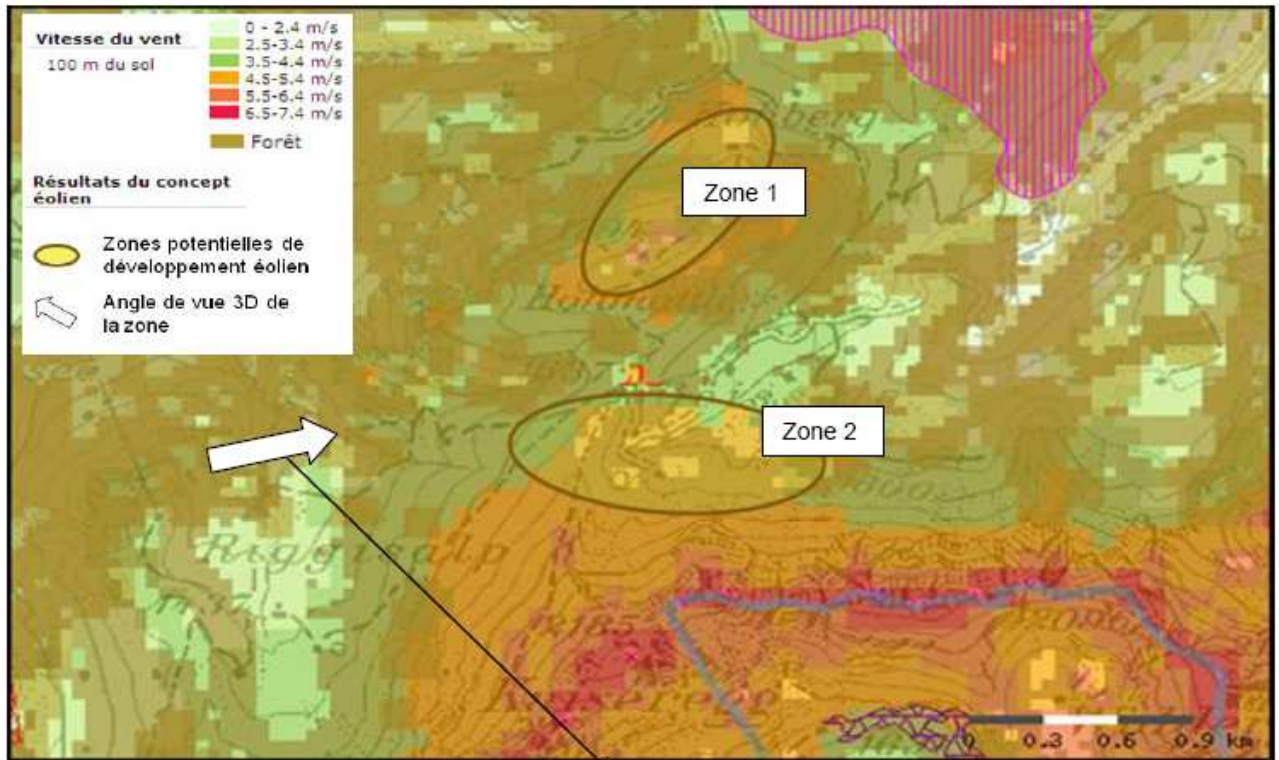 Vitesse du vent
100 m du sol
0 - 2.4 m/s
2.5-3.4 m/s
3.5-4.4 m/s
4.5-5.4 m/s
5.5-6.4 m/s
6.5-7.4 m/s
Forêt
Résultats du concept
éolien
Zones potentielles de
développement éolien
Angle de vue 3D de
la zone
Zone 1
Zone 2
Riggisalp
2185
0 0.3 0.6 0.9 km